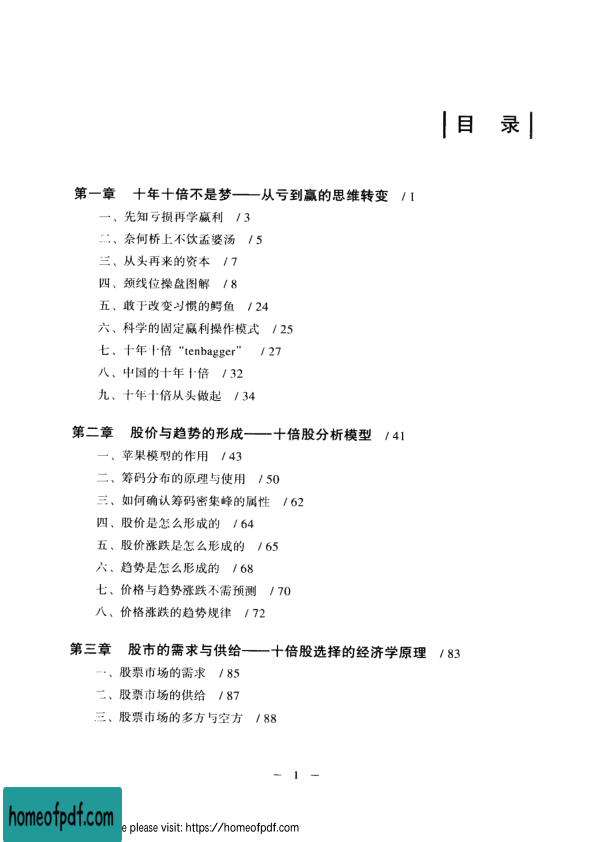 目 录
第一章 十年十倍不是梦——从亏到赢的思维转变 / 1
一、先知亏损再学赢利 / 3
二、奈何桥上不饮孟婆汤 / 5
三、从头再来的资本 / 7
四、颈线位操盘图解 / 8
五、敢于改变习惯的鳄鱼 / 24
六、科学的固定赢利操作模式 / 25
七、十年十倍“tenbagger” / 27
八、中国的十年十倍 / 32
九、十年十倍从头做起 / 34
第二章 股价与趋势的形成——十倍股分析模型 / 41
一、苹果模型的作用 / 43
二、筹码分布的原理与使用 / 50
三、如何确认筹码密集峰的属性 / 62
四、股价是怎么形成的 / 64
五、股价涨跌是怎么形成的 / 65
六、趋势是怎么形成的 / 68
七、价格与趋势涨跌不需预测 / 70
八、价格涨跌的趋势规律 / 72
第三章 股市的需求与供给——十倍股选择的经济学原理 / 83
一、股票市场的需求 / 85
二、股票市场的供给 / 87
三、股票市场的多方与空方 / 88
— 1 —
homeofpdf.com
e please visit: https://homeofpdf.com